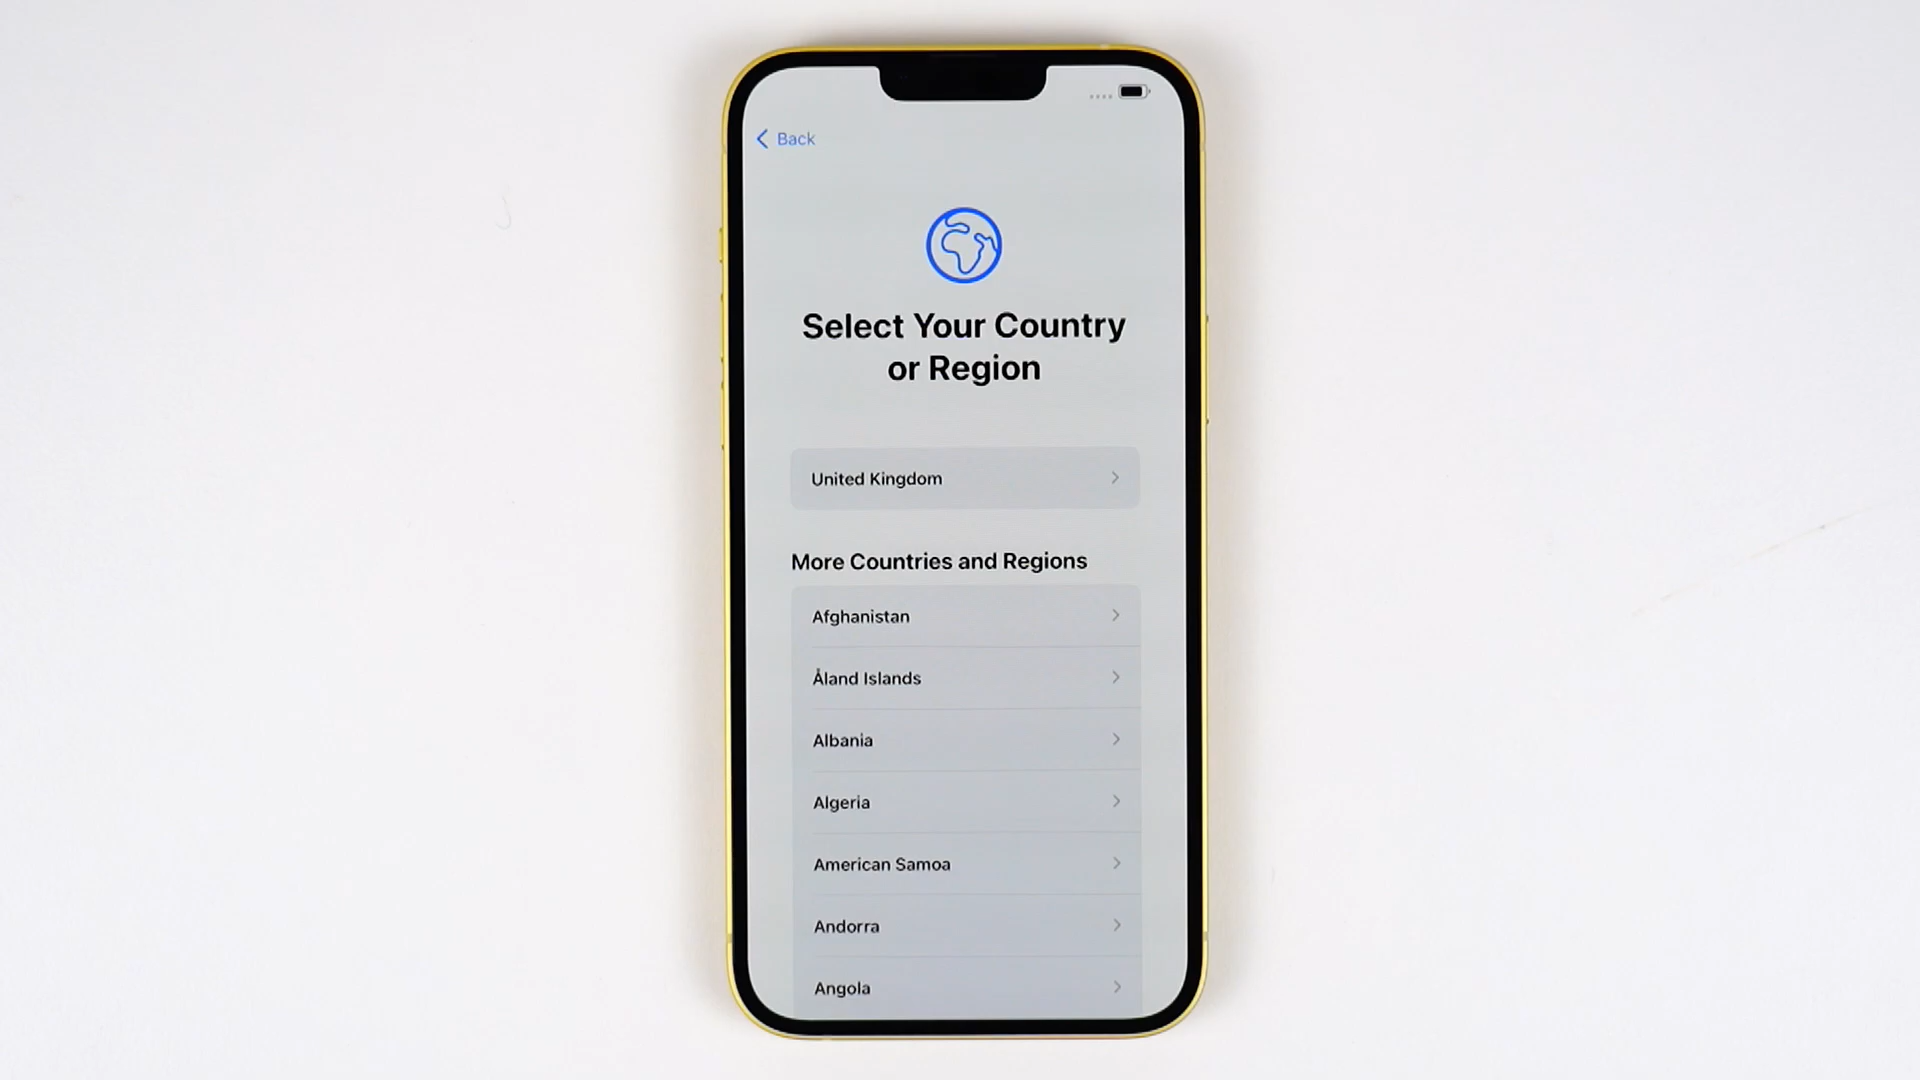 Back
Select Your Country
or Region
United Kingdom
More Countries and Regions
Afghanistan
Åland Islands
Albania
Algeria
American Samoa
Andorra
Angola